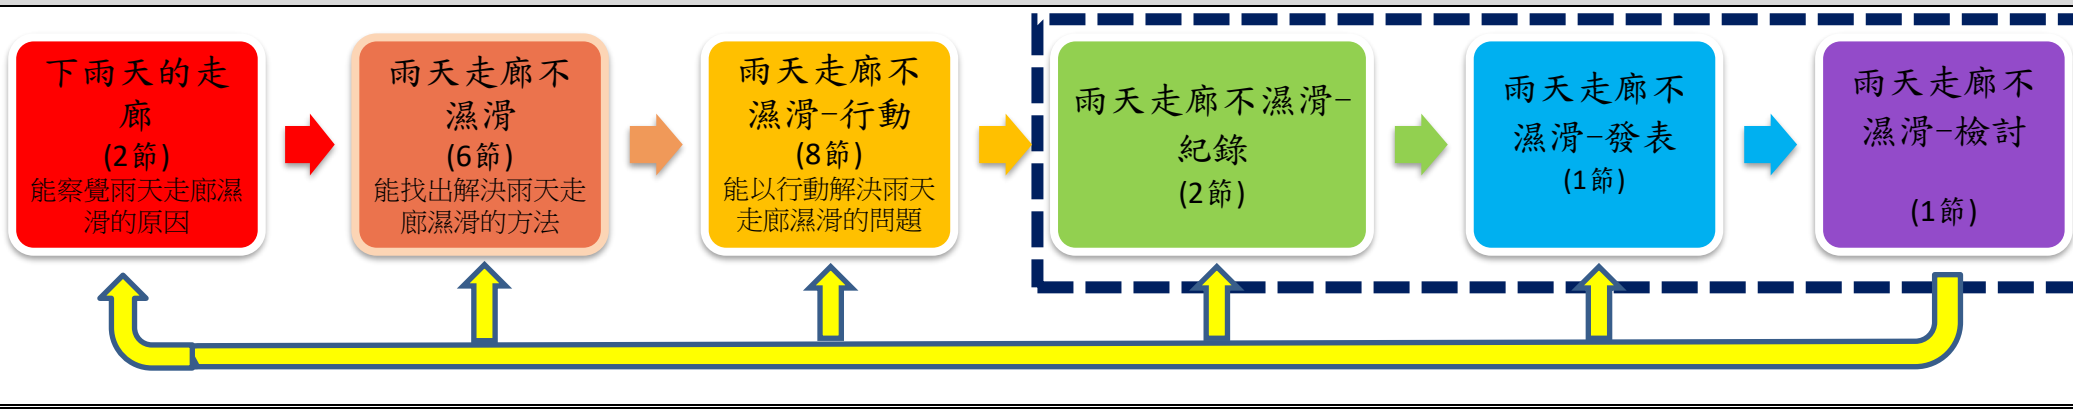 下雨天的走
廊
(2節)
能察覺雨天走廊濕
滑的原因
雨天走廊不
濕滑
(6節)
能找出解決雨天走
廊濕滑的方法
雨天走廊不
濕滑-行動
(8節)
能以行動解決雨天
走廊濕滑的問題
雨天走廊不濕滑-
紀錄
(2節)
雨天走廊不
濕滑-發表
(1節)
雨天走廊不
濕滑-檢討
(1節)